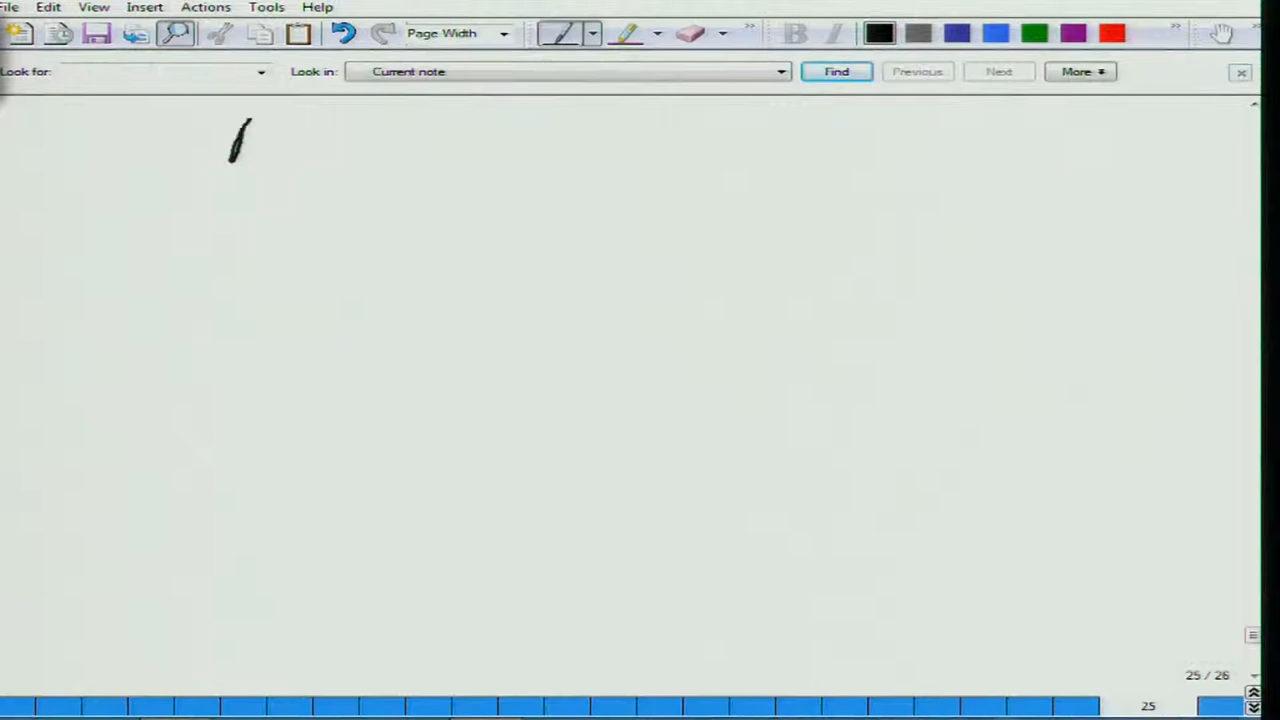 File Edit View Insert Actions Tools Help
Page Width B I
Look for: Look in: Current note Find Previous Next More
25 / 26
25